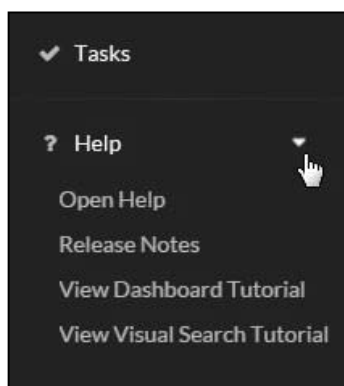 Tasks
? Help
Open Help
Release Notes
View Dashboard Tutorial
View Visual Search Tutorial